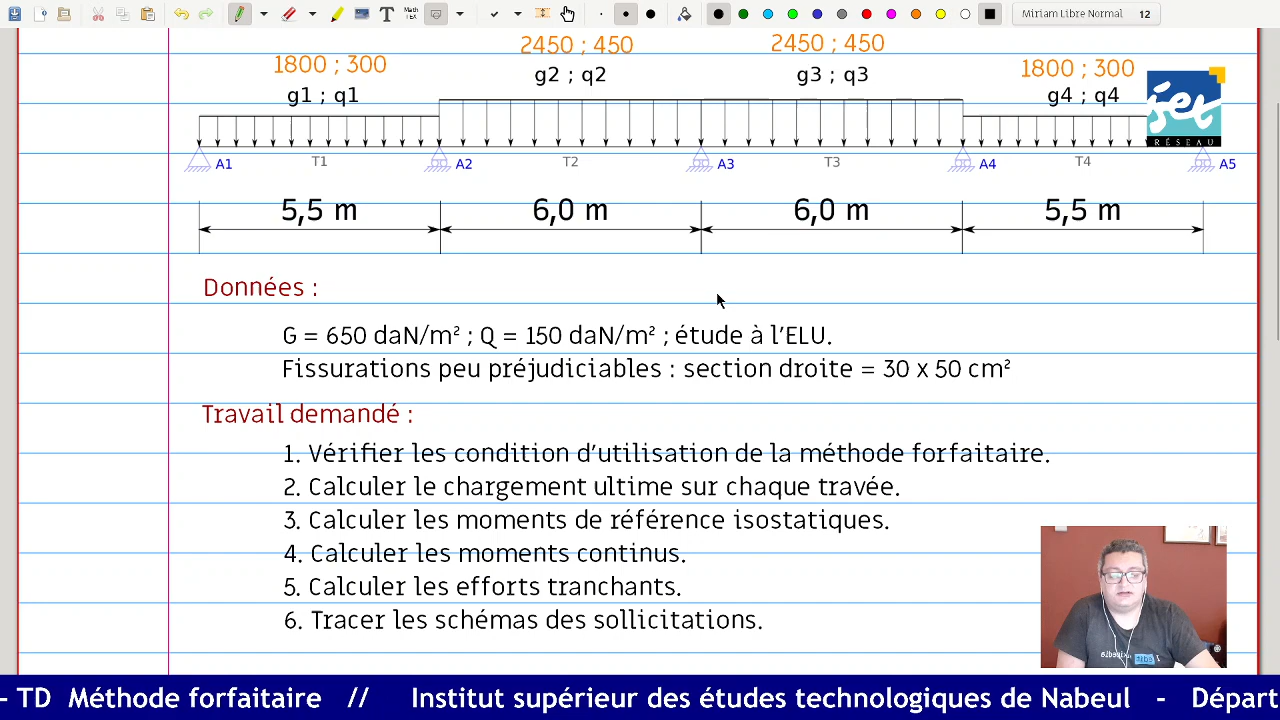 Math
TEX
T
Miriam Libre Normal 12
2450 ; 450 2450 ; 450
1800 ; 300 1800 ; 300
g2 ; q2 g3 ; q3
g1 ; q1 g4 ; q4
iset
RÉSEAU
A1 T1 A2 T2 A3 T3 A4 T4 A5
5,5 m 6,0 m 6,0 m 5,5 m
Données :
G = 650 daN/m² ; Q = 150 daN/m² ; étude à l'ELU.
Fissurations peu préjudiciables : section droite = 30 x 50 cm²
Travail demandé :
1. Vérifier les condition d'utilisation de la méthode forfaitaire.
2. Calculer le chargement ultime sur chaque travée.
3. Calculer les moments de référence isostatiques.
4. Calculer les moments continus.
5. Calculer les efforts tranchants.
6. Tracer les schémas des sollicitations.
- TD Méthode forfaitaire // Institut supérieur des études technologiques de Nabeul - Départ